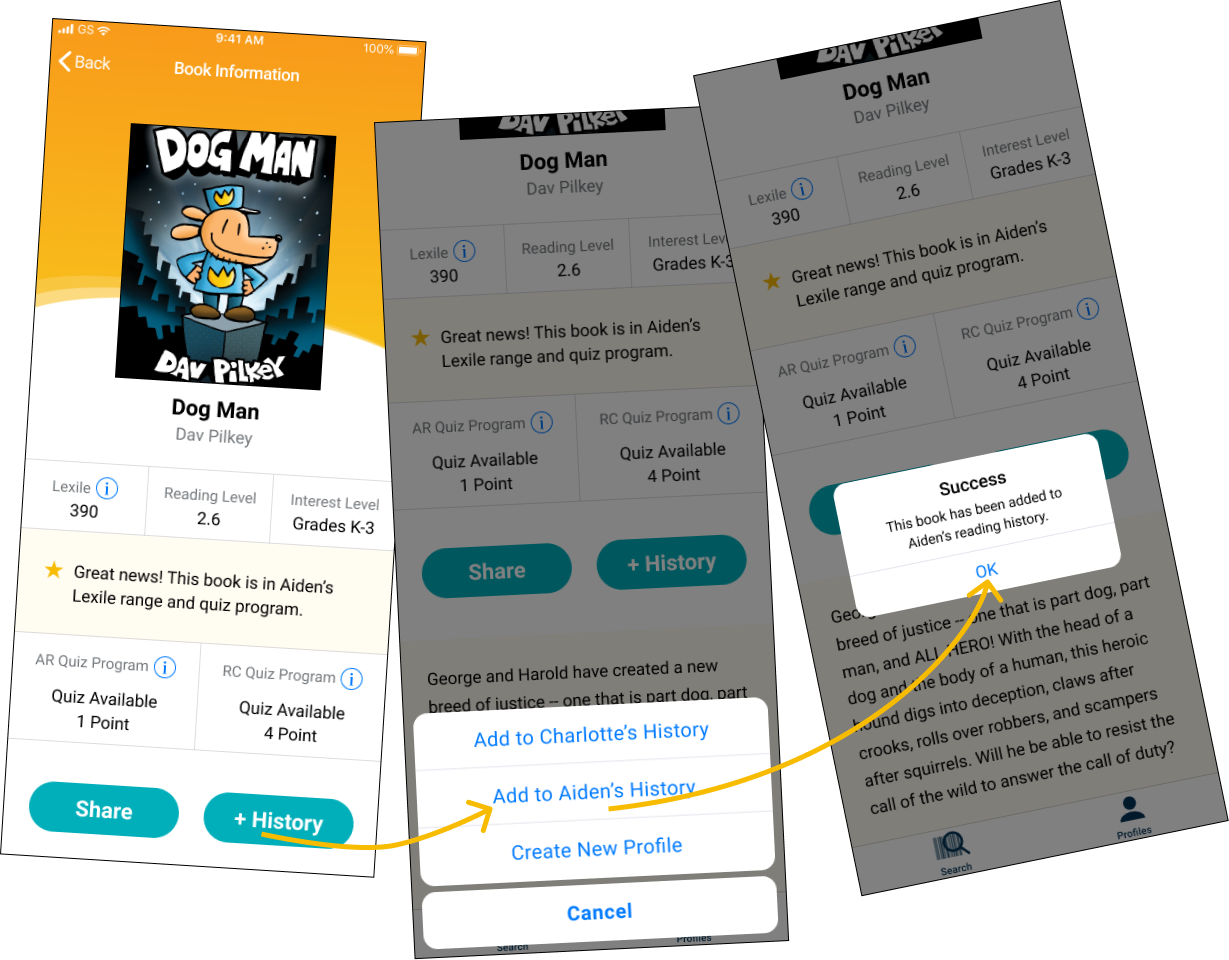 GS
9:41 AM
100%
Back
Book Information
DOG MAN
DAV PILKEY
Dog Man
Dav Pilkey
Lexile i
390
Reading Level
2.6
Interest Level
Grades K-3
Great news! This book is in Aiden's
Lexile range and quiz program.
AR Quiz Program i
Quiz Available
1 Point
RC Quiz Program i
Quiz Available
4 Point
Share
+ History
DAV PILKEY
Dog Man
Dav Pilkey
Lexile i
390
Reading Level
2.6
Interest Lev
Grades K-3
Great news! This book is in Aiden's
Lexile range and quiz program.
AR Quiz Program i
Quiz Available
1 Point
RC Quiz Program i
Quiz Available
4 Point
Share
+ History
George and Harold have created a new
breed of justice -- one that is part dog, part
Add to Charlotte's History
Add to Aiden's History
Create New Profile
Cancel
Search
Profiles
DAV PILKEY
Dog Man
Dav Pilkey
Lexile i
390
Reading Level
2.6
Interest Level
Grades K-3
Great news! This book is in Aiden's
Lexile range and quiz program.
AR Quiz Program i
Quiz Available
1 Point
RC Quiz Program i
Quiz Available
4 Point
Success
This book has been added to
Aiden's reading history.
OK
breed of justice -- one that is part dog, part
man, and ALL HERO! With the head of a
dog and the body of a human, this heroic
hound digs into deception, claws after
crooks, rolls over robbers, and scampers
after squirrels. Will he be able to resist the
call of the wild to answer the call of duty?
Search
Profiles